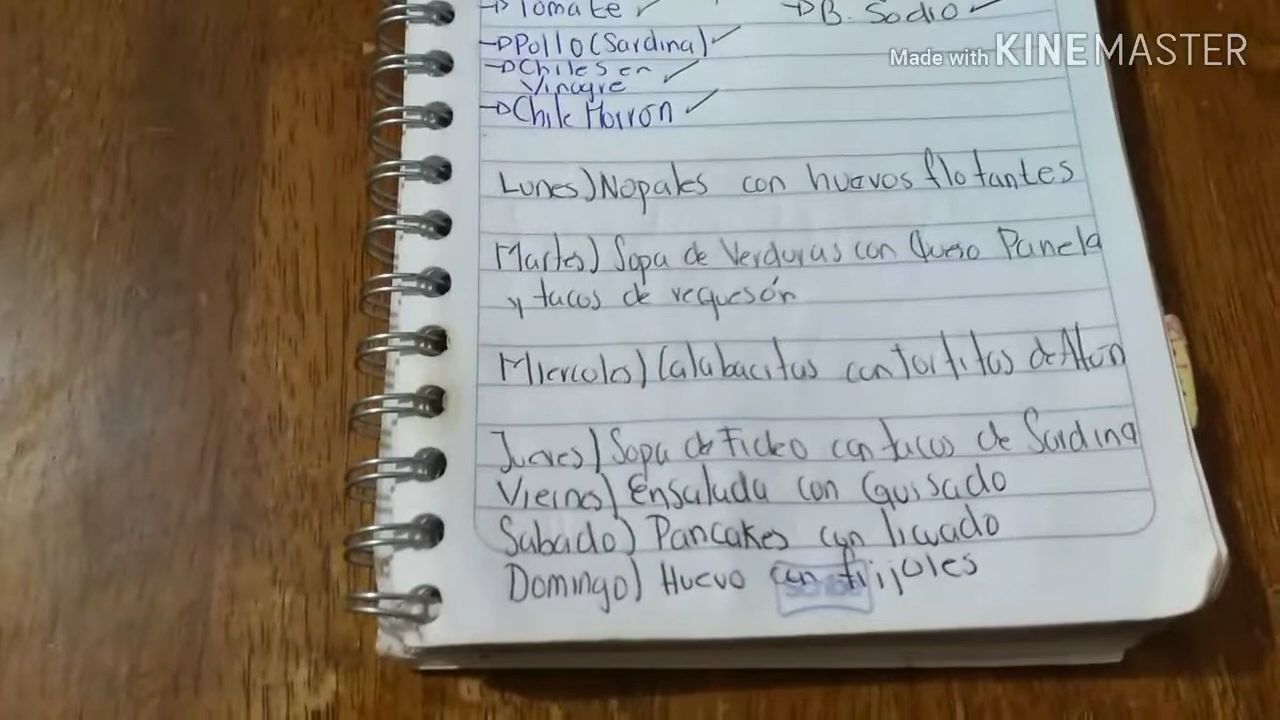 →Tomate ✓
→B. Sodio ✓
→Pollo (Sardina) ✓
→Chiles en
Vinagre ✓
→Chile Morron ✓
Lunes) Nopales con huevos flotantes
Martes) Sopa de Verduras con Queso Panela
y tacos de requesón
Miercoles) Calabacitas con tortitas de Atún
Jueves) Sopa de Fideo con tacos de Sardina
Viernes) Ensalada con Guisado
Sabado) Pancakes con licuado
Domingo) Huevo con frijoles
Made with KINEMASTER